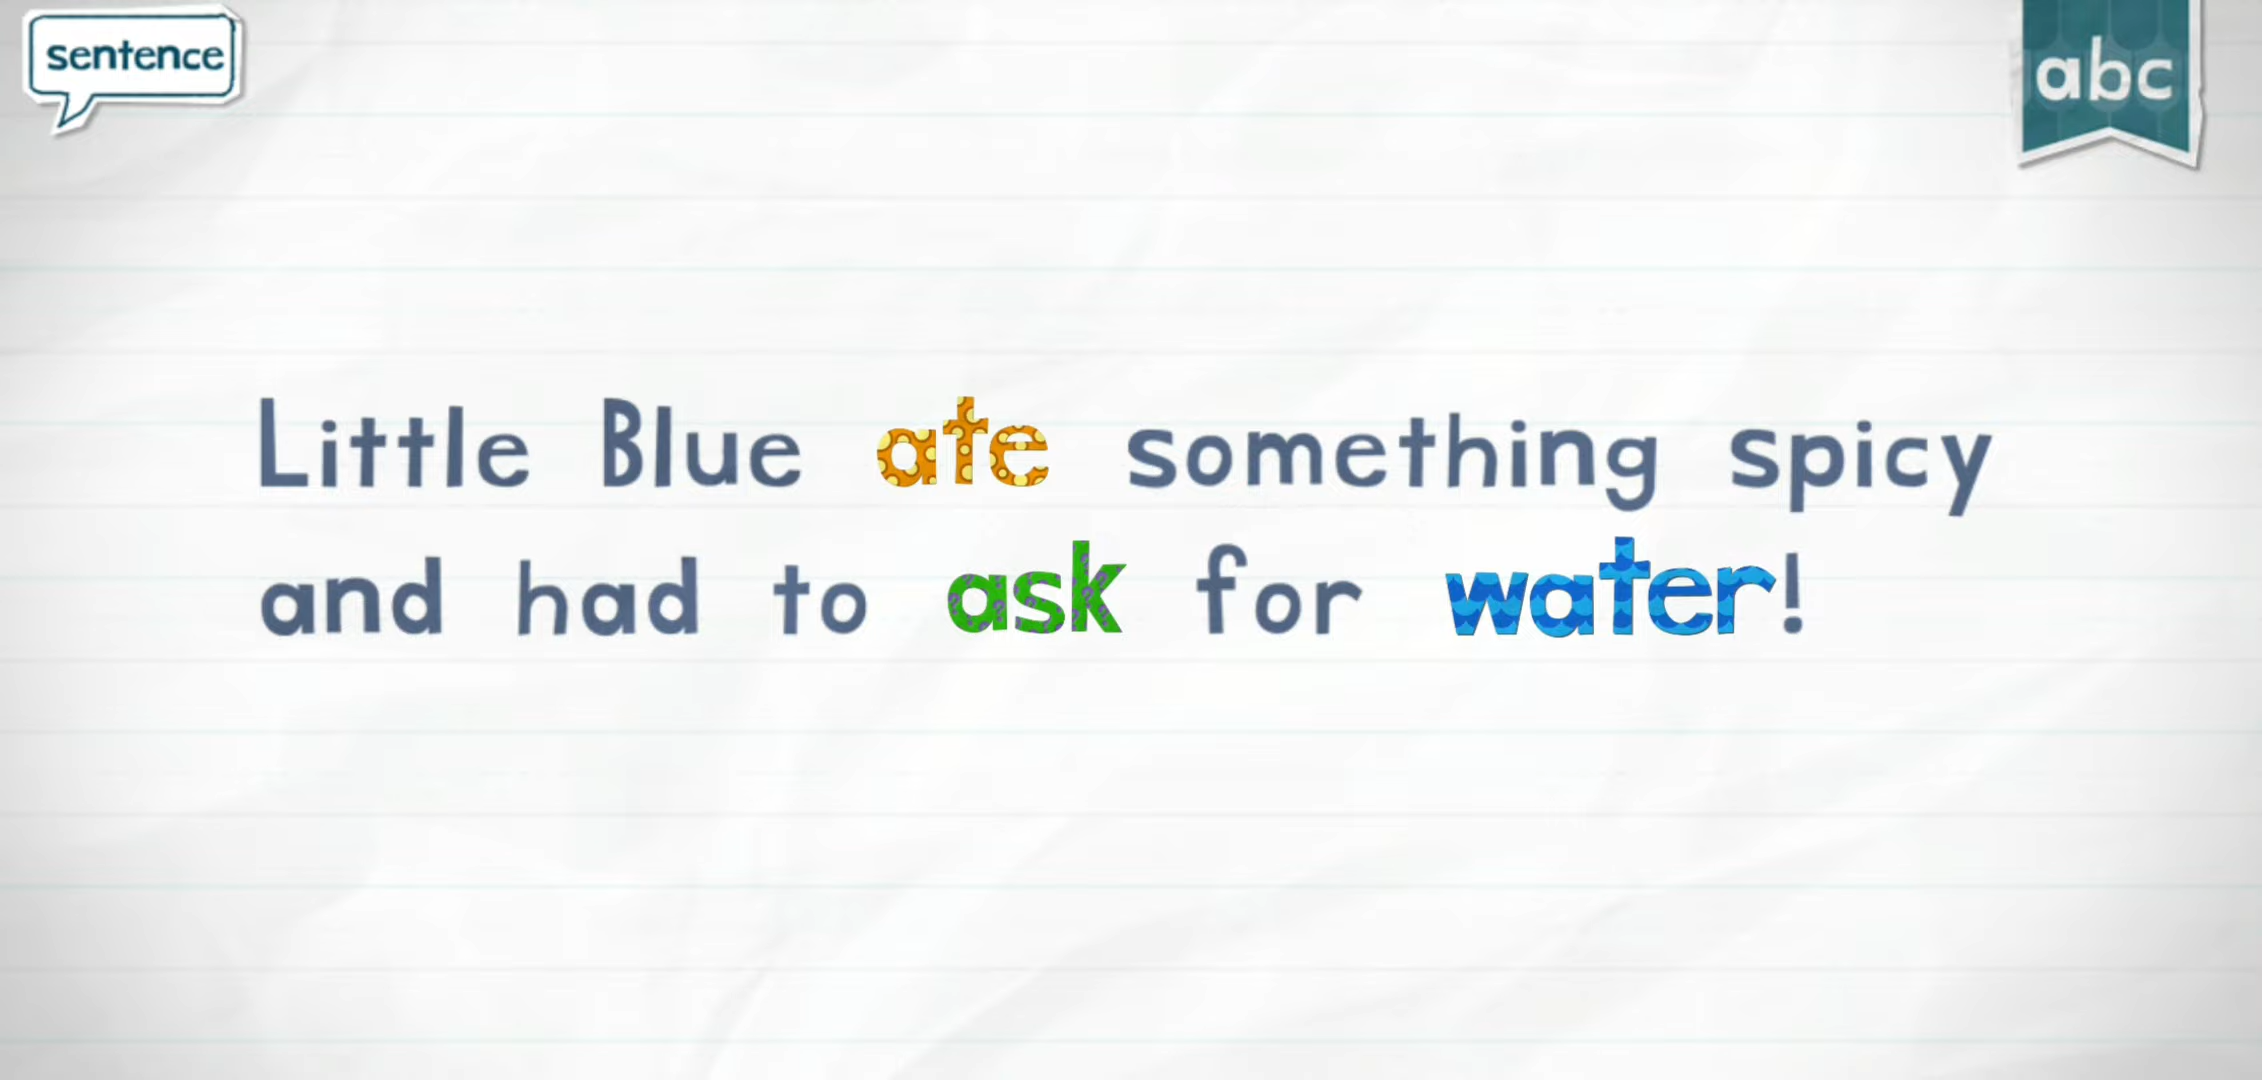 sentence
abc
Little Blue ate something spicy
and had to ask for water!